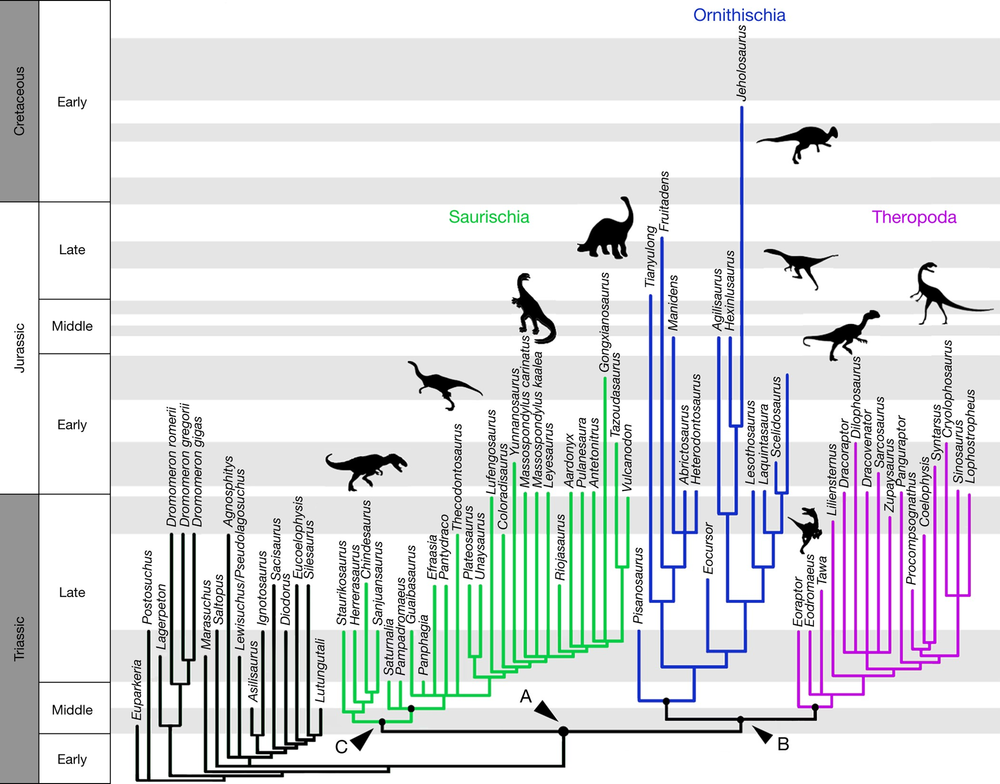 Cretaceous
Jurassic
Triassic
Early
Late
Middle
Early
Late
Middle
Early
Ornithischia
Saurischia
Theropoda
Euparkeria
Postosuchus
Lagerpeton
Dromomeron romerii
Dromomeron gregorii
Dromomeron gigas
Marasuchus
Saltopus
Agnosphitys
Lewisuchus/Pseudolagosuchus
Asilisaurus
Ignotosaurus
Sacisaurus
Diodorus
Eucoelophysis
Silesaurus
Lutungutali
Staurikosaurus
Herrerasaurus
Chindesaurus
Sanjuansaurus
Saturnalia
Pampadromaeus
Guaibasaurus
Panphagia
Efraasia
Pantydraco
Thecodontosaurus
Plateosaurus
Unaysaurus
Lufengosaurus
Coloradisaurus
Yunnanosaurus
Massospondylus carinatus
Massospondylus kaalea
Leyesaurus
Riojasaurus
Aardonyx
Pulanesaura
Antetonitrus
Gongxianosaurus
Tazoudasaurus
Vulcanodon
Pisanosaurus
Tianyulong
Fruitadens
Manidens
Abrictosaurus
Heterodontosaurus
Eocursor
Agilisaurus
Hexinlusaurus
Jeholosaurus
Lesothosaurus
Laquintasaura
Scelidosaurus
Eoraptor
Eodromaeus
Tawa
Liliensternus
Dracoraptor
Dilophosaurus
Dracovenator
Sarcosaurus
Zupaysaurus
Panguraptor
Procompsognathus
Coelophysis
Syntarsus
Cryolophosaurus
Sinosaurus
Lophostropheus
A
B
C